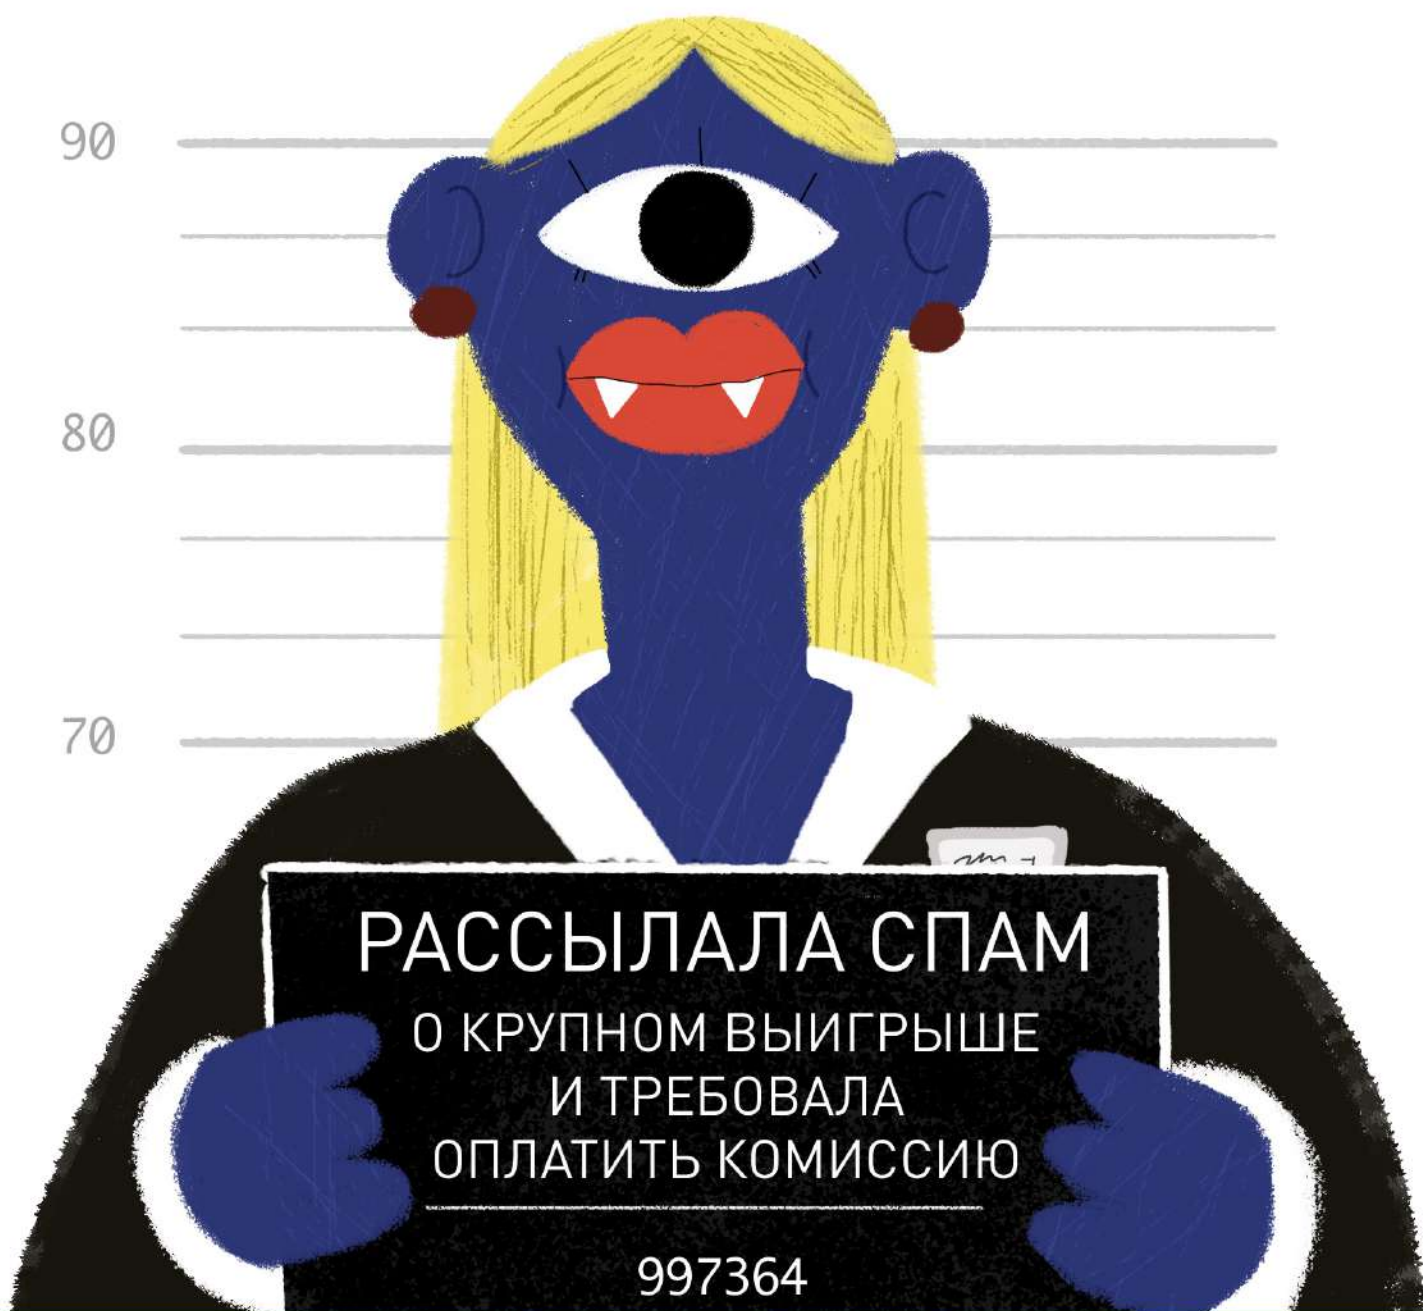 90
80
70
РАССЫЛАЛА СПАМ
О КРУПНОМ ВЫИГРЫШЕ
И ТРЕБОВАЛА
ОПЛАТИТЬ КОМИССИЮ
997364